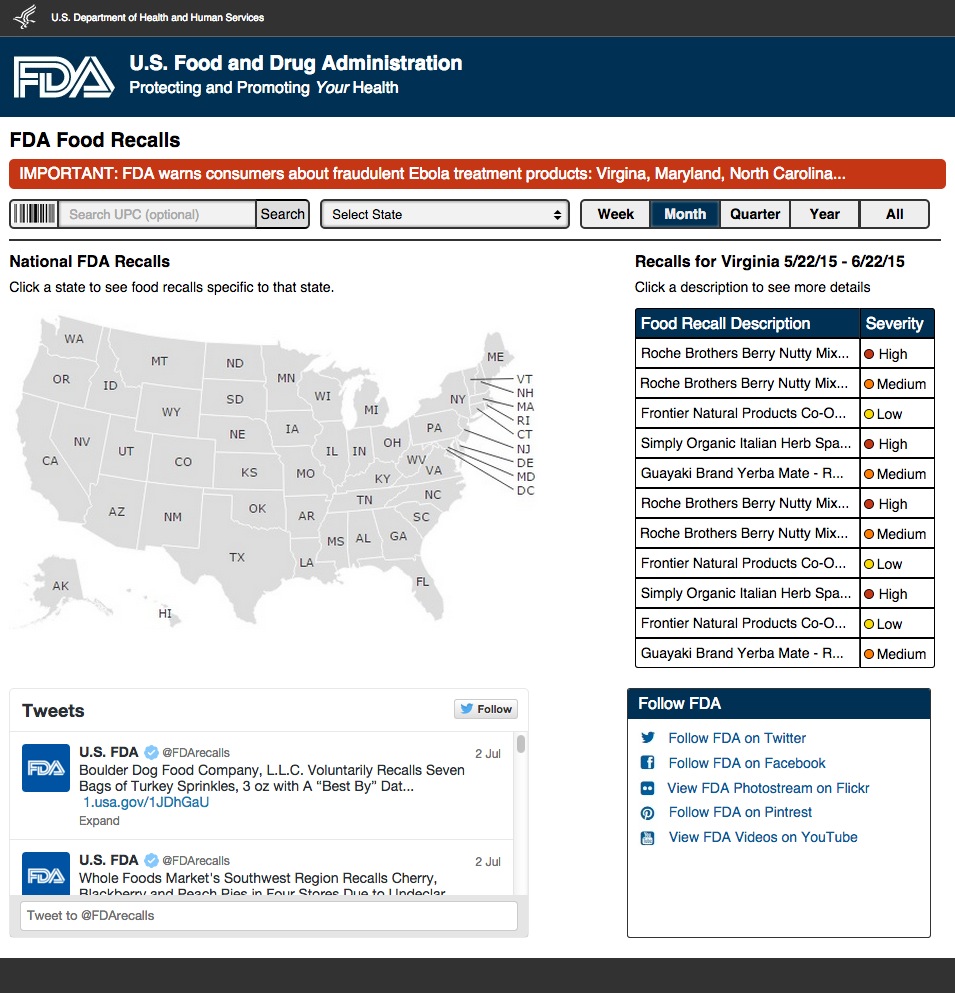 U.S. Department of Health and Human Services
FDA
U.S. Food and Drug Administration
Protecting and Promoting Your Health
FDA Food Recalls
IMPORTANT: FDA warns consumers about fraudulent Ebola treatment products: Virgina, Maryland, North Carolina...
Search UPC (optional) Search Select State Week Month Quarter Year All
National FDA Recalls
Click a state to see food recalls specific to that state.
WA
MT
ND
MN
ME
OR
ID
SD
WI
MI
NY
VT
NH
MA
RI
CT
NJ
DE
MD
DC
WY
NV
UT
CO
NE
IA
IL
IN
OH
PA
CA
KS
MO
KY
WV
VA
AZ
NM
OK
AR
TN
NC
SC
TX
LA
MS
AL
GA
FL
AK
HI
Recalls for Virginia 5/22/15 - 6/22/15
Click a description to see more details
Food Recall Description Severity
Roche Brothers Berry Nutty Mix... High
Roche Brothers Berry Nutty Mix... Medium
Frontier Natural Products Co-O... Low
Simply Organic Italian Herb Spa... High
Guayaki Brand Yerba Mate - R... Medium
Roche Brothers Berry Nutty Mix... High
Roche Brothers Berry Nutty Mix... Medium
Frontier Natural Products Co-O... Low
Simply Organic Italian Herb Spa... High
Frontier Natural Products Co-O... Low
Guayaki Brand Yerba Mate - R... Medium
Tweets Follow
FDA
U.S. FDA @FDArecalls 2 Jul
Boulder Dog Food Company, L.L.C. Voluntarily Recalls Seven
Bags of Turkey Sprinkles, 3 oz with A “Best By” Dat...
1.usa.gov/1JDhGaU
Expand
FDA
U.S. FDA @FDArecalls 2 Jul
Whole Foods Market's Southwest Region Recalls Cherry,
Blackberry and Peach Pies in Four Stores Due to Undeclar
Tweet to @FDArecalls
Follow FDA
Follow FDA on Twitter
Follow FDA on Facebook
View FDA Photostream on Flickr
Follow FDA on Pintrest
View FDA Videos on YouTube